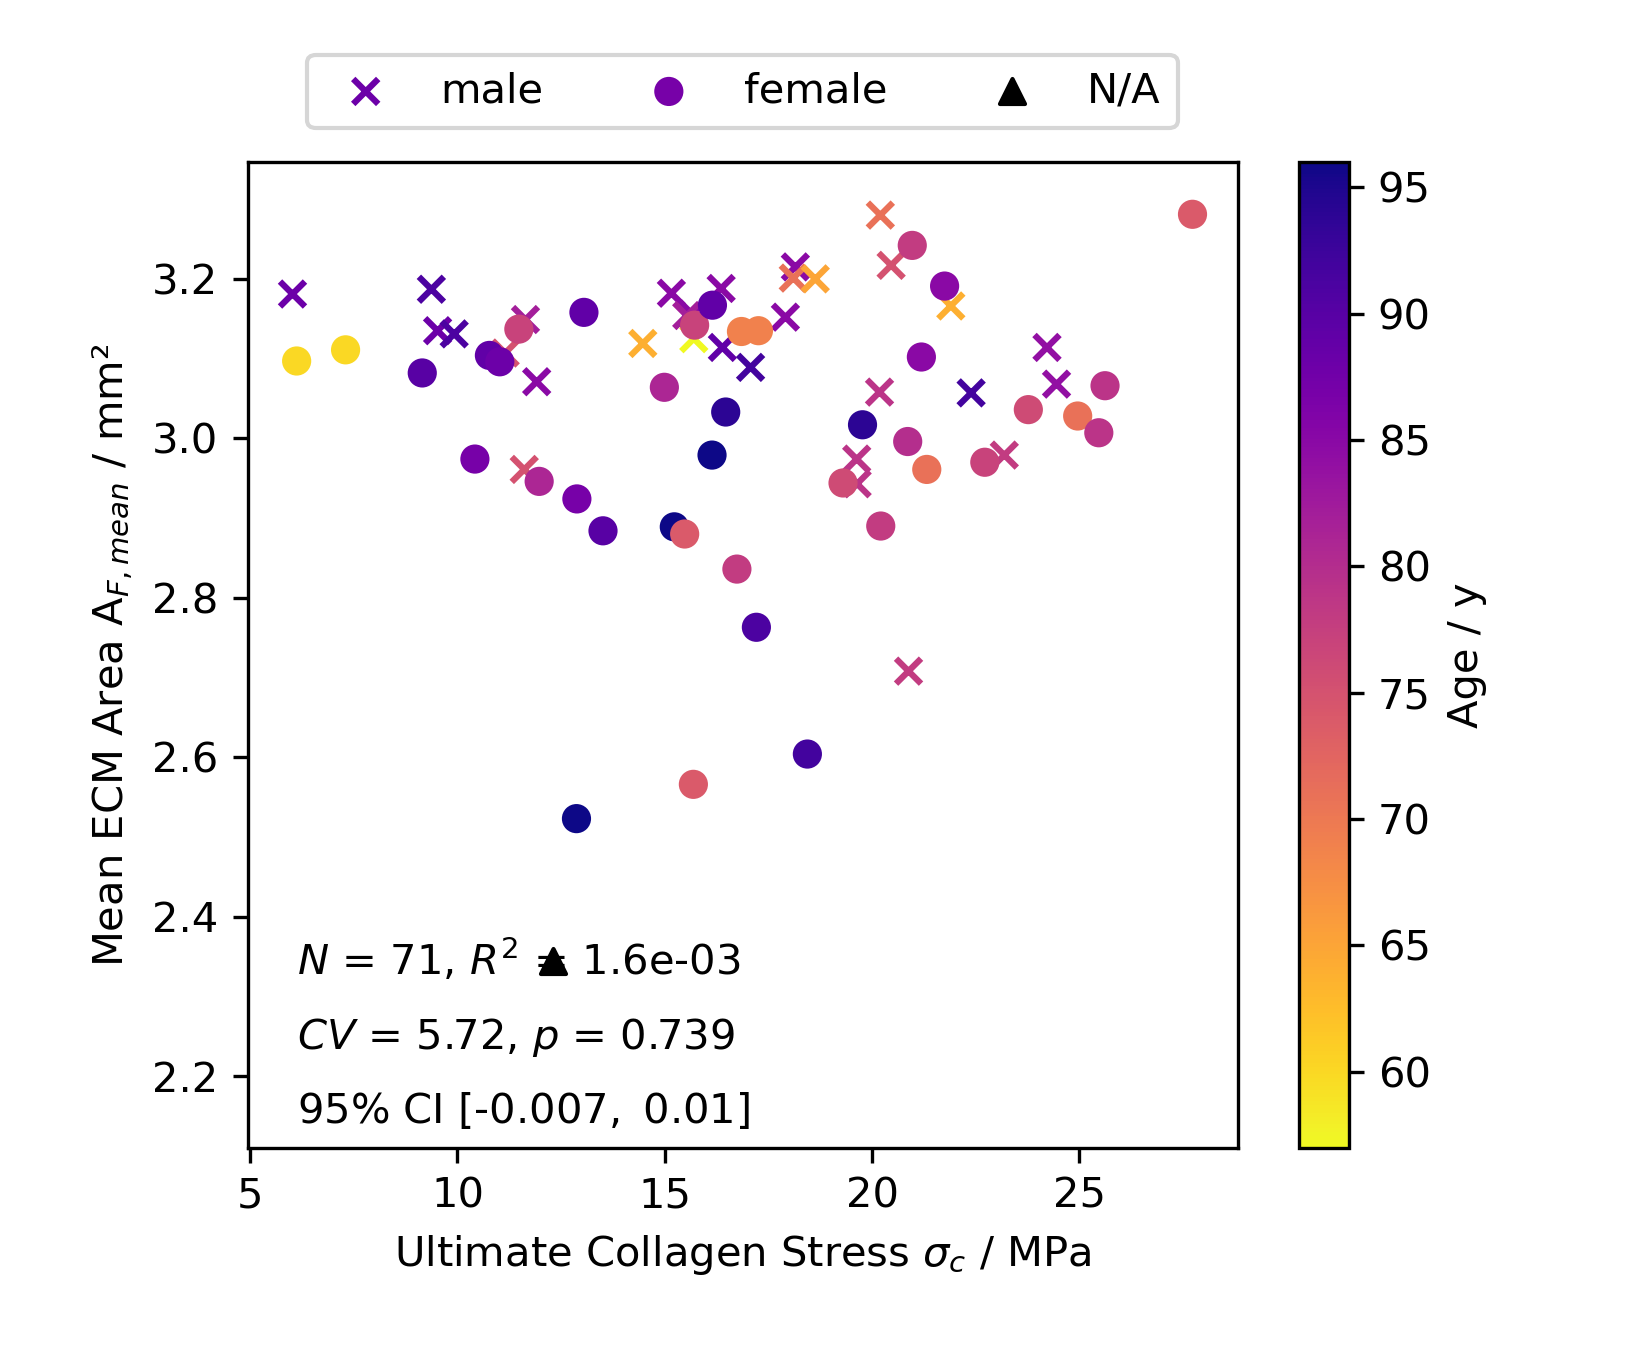 male female N/A
3.2
3.0
2.8
2.6
2.4
2.2
Mean ECM Area A_{F, mean} / mm²
N = 71, R² = 1.6e-03
CV = 5.72, p = 0.739
95% CI [-0.007, 0.01]
5 10 15 20 25
Ultimate Collagen Stress σ_c / MPa
95
90
85
80
75
70
65
60
Age / y